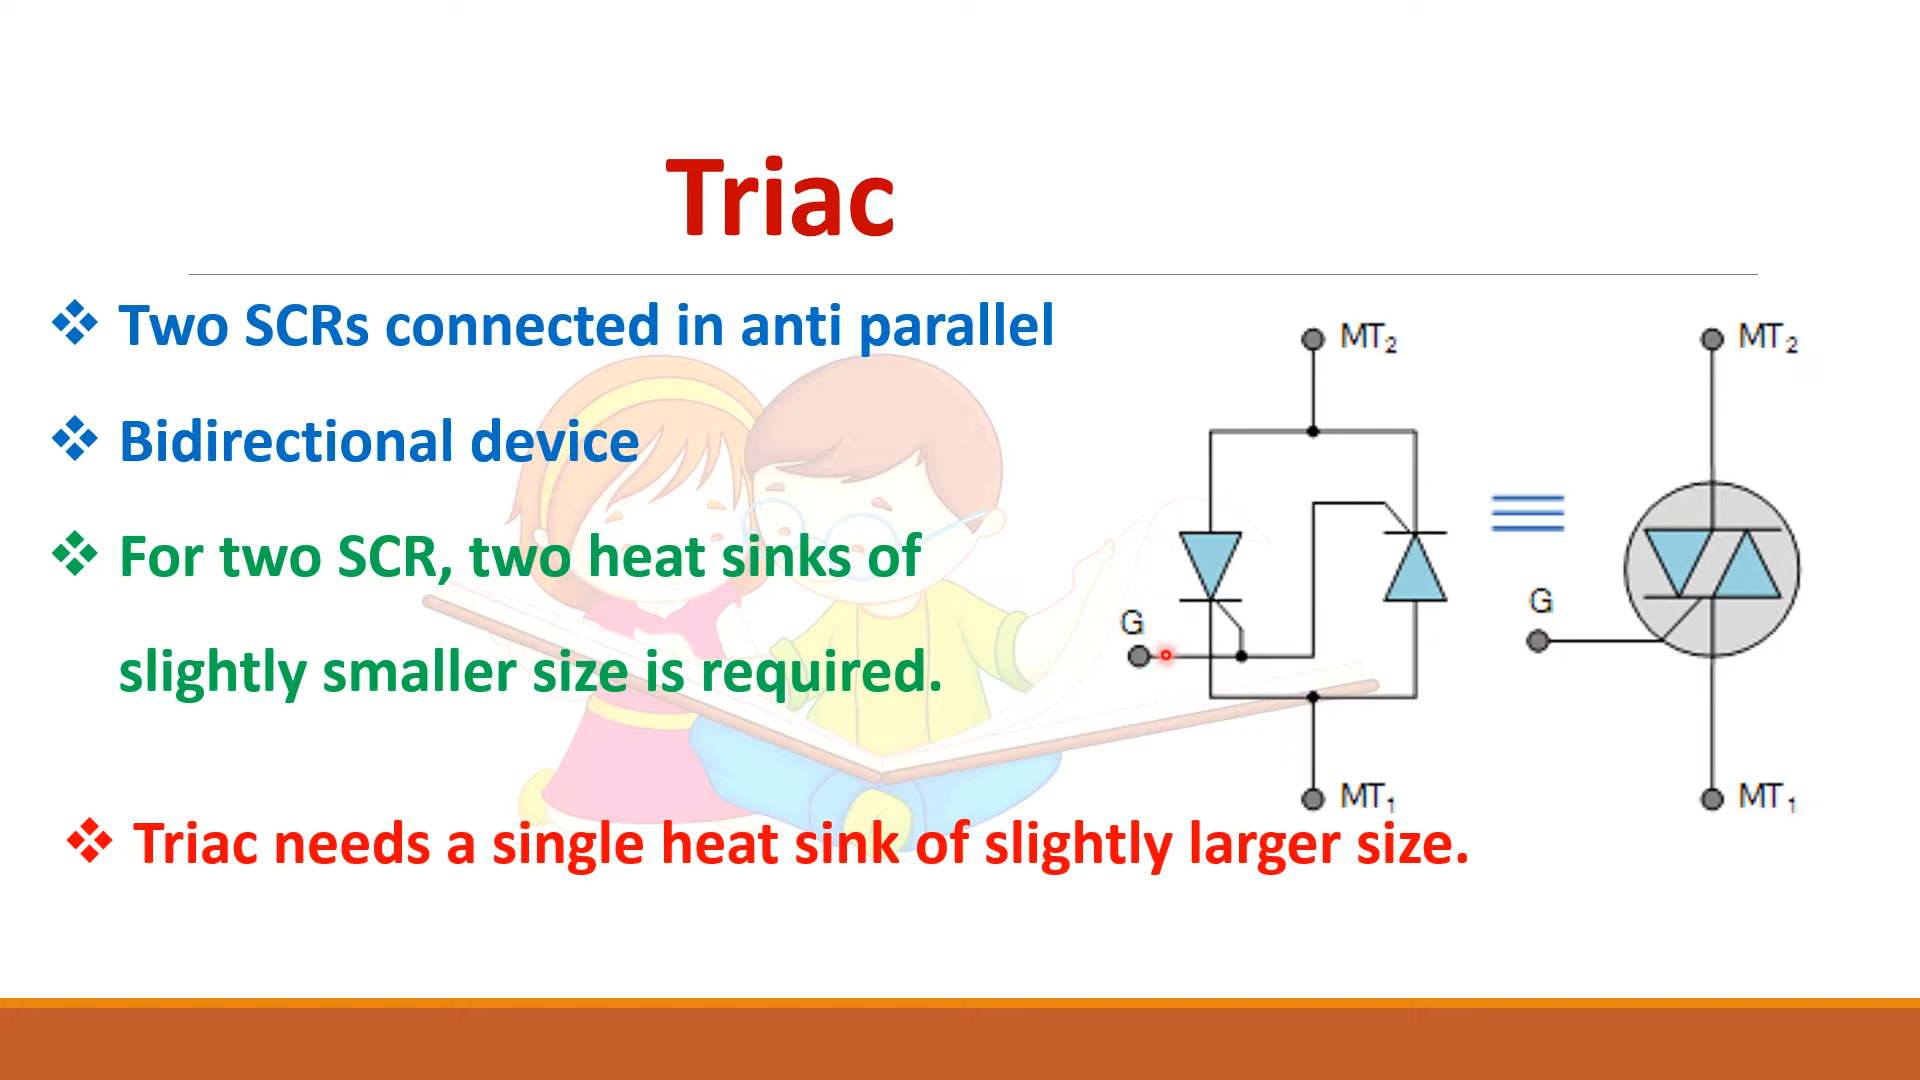 Triac
❖ Two SCRs connected in anti parallel
❖ Bidirectional device
❖ For two SCR, two heat sinks of
slightly smaller size is required.
❖ Triac needs a single heat sink of slightly larger size.
MT₂
G
MT₁
MT₂
G
MT₁